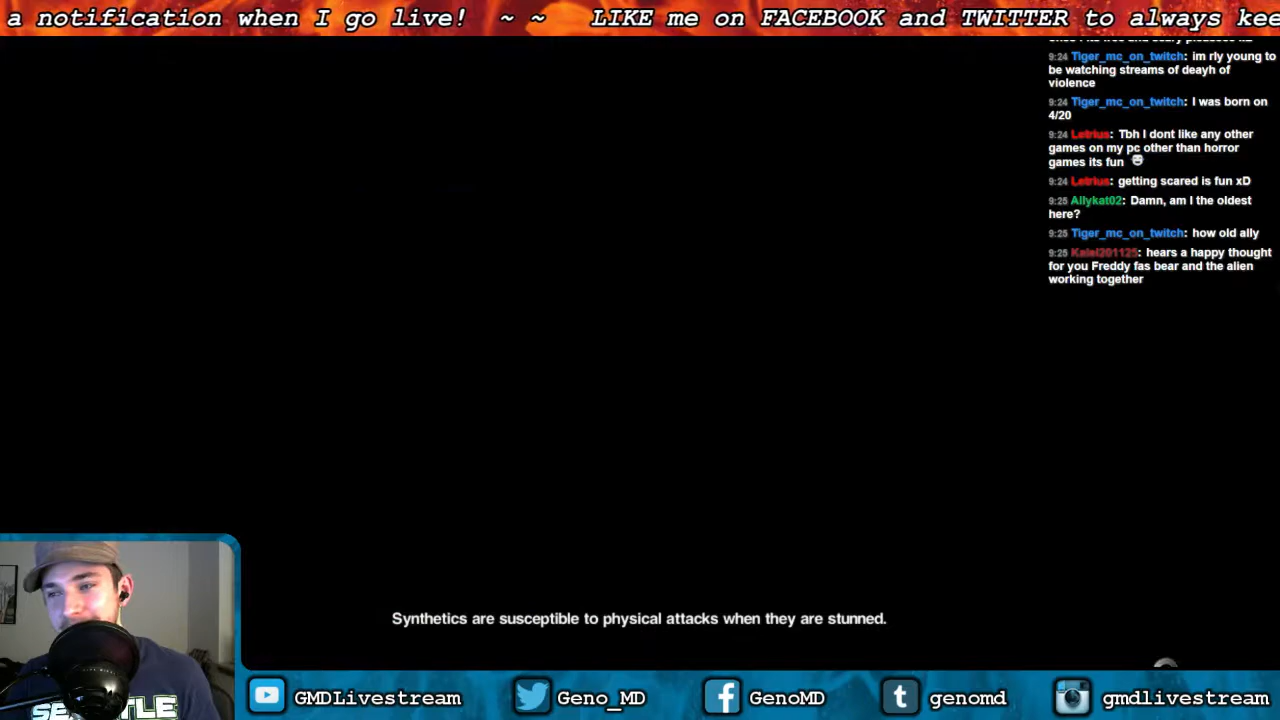 a notification when I go live! ~ ~ LIKE me on FACEBOOK and TWITTER to always kee
9:24 Tiger_mc_on_twitch: im rly young to
be watching streams of deayh of
violence
9:24 Tiger_mc_on_twitch: I was born on
4/20
9:24 Letrius: Tbh I dont like any other
games on my pc other than horror
games its fun
9:24 Letrius: getting scared is fun xD
9:25 Allykat02: Damn, am I the oldest
here?
9:25 Tiger_mc_on_twitch: how old ally
9:25 Kalel201125: hears a happy thought
for you Freddy fas bear and the alien
working together
Synthetics are susceptible to physical attacks when they are stunned.
SEATTLE
GMDLivestream Geno_MD GenoMD genomd gmdlivestream